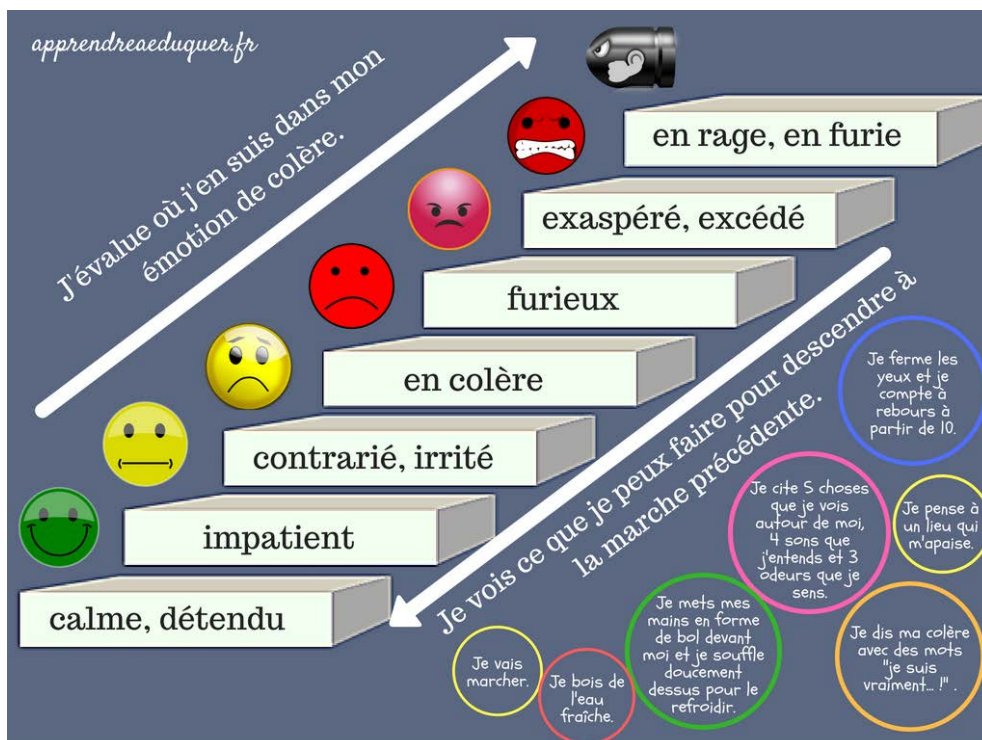 apprendreaeduquer.fr
J'évalue où j'en suis dans mon
émotion de colère.
en rage, en furie
exaspéré, excédé
furieux
en colère
contrarié, irrité
impatient
calme, détendu
Je vois ce que je peux faire pour descendre à
la marche précédente.
Je ferme les
yeux et je
compte à
rebours à
partir de 10.
Je cite 5 choses
que je vois
autour de moi,
4 sons que
j'entends et 3
odeurs que je
sens.
Je pense à
un lieu qui
m'apaise.
Je mets mes
mains en forme
de bol devant
moi et je souffle
doucement
dessus pour le
refroidir.
Je dis ma colère
avec des mots
"je suis
vraiment... !" .
Je vais
marcher.
Je bois de
l'eau
fraîche.